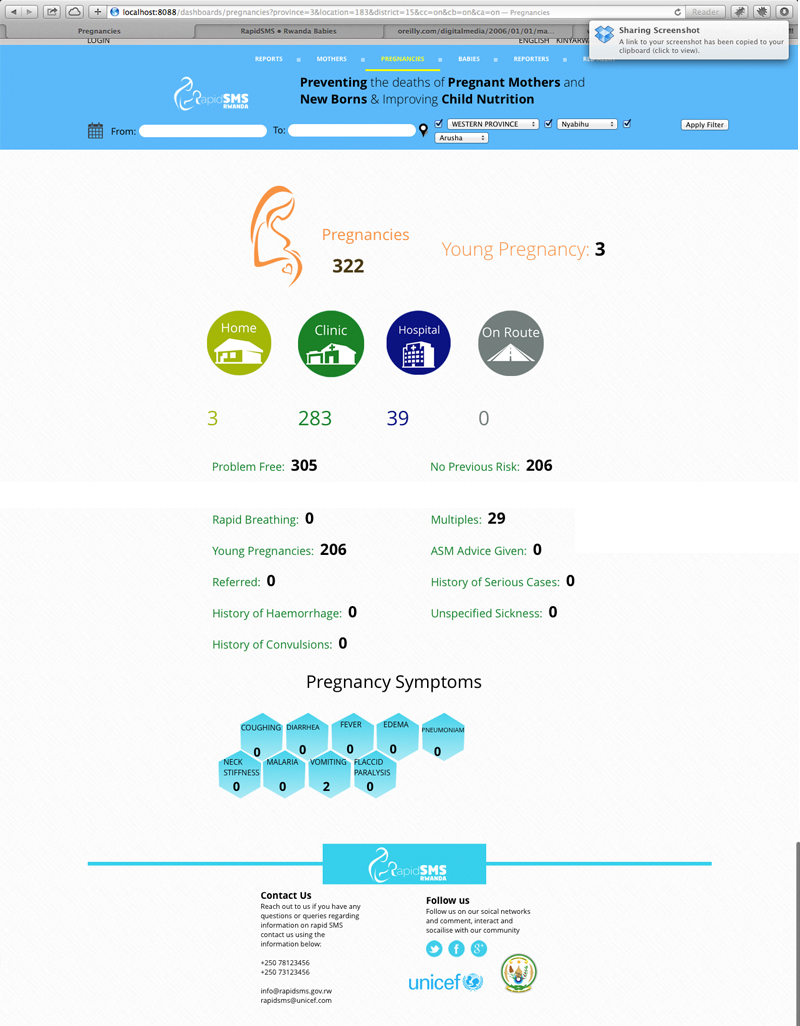 localhost:8088/dashboards/pregnancies?province=3&location=183&district=15&cc=on&cb=on&ca=on — Pregnancies
Reader
Pregnancies
RapidSMS • Rwanda Babies
oreilly.com/digitalmedia/2006/01/01/ma...
Sharing Screenshot
A link to your screenshot has been copied to your
clipboard (click to view).
LOGIN
ENGLISH
REPORTS
MOTHERS
PREGNANCIES
BABIES
REPORTERS
RapidSMS
RWANDA
Preventing the deaths of Pregnant Mothers and
New Borns & Improving Child Nutrition
From:
To:
WESTERN PROVINCE
Nyabihu
Arusha
Apply Filter
Pregnancies
322
Young Pregnancy: 3
Home
Clinic
Hospital
On Route
3
283
39
0
Problem Free: 305
No Previous Risk: 206
Rapid Breathing: 0
Multiples: 29
Young Pregnancies: 206
ASM Advice Given: 0
Referred: 0
History of Serious Cases: 0
History of Haemorrhage: 0
Unspecified Sickness: 0
History of Convulsions: 0
Pregnancy Symptoms
COUGHING
0
DIARRHEA
0
FEVER
0
EDEMA
0
PNEUMONIAM
0
NECK
STIFFNESS
0
MALARIA
0
VOMITING
2
FLACCID
PARALYSIS
0
RapidSMS
RWANDA
Contact Us
Reach out to us if you have any
questions or queries regarding
information on rapid SMS
contact us using the
information below:
+250 78123456
+250 73123456
info@rapidsms.gov.rw
rapidsms@unicef.com
Follow us
Follow us on our soical networks
and comment, interact and
socailise with our community
unicef